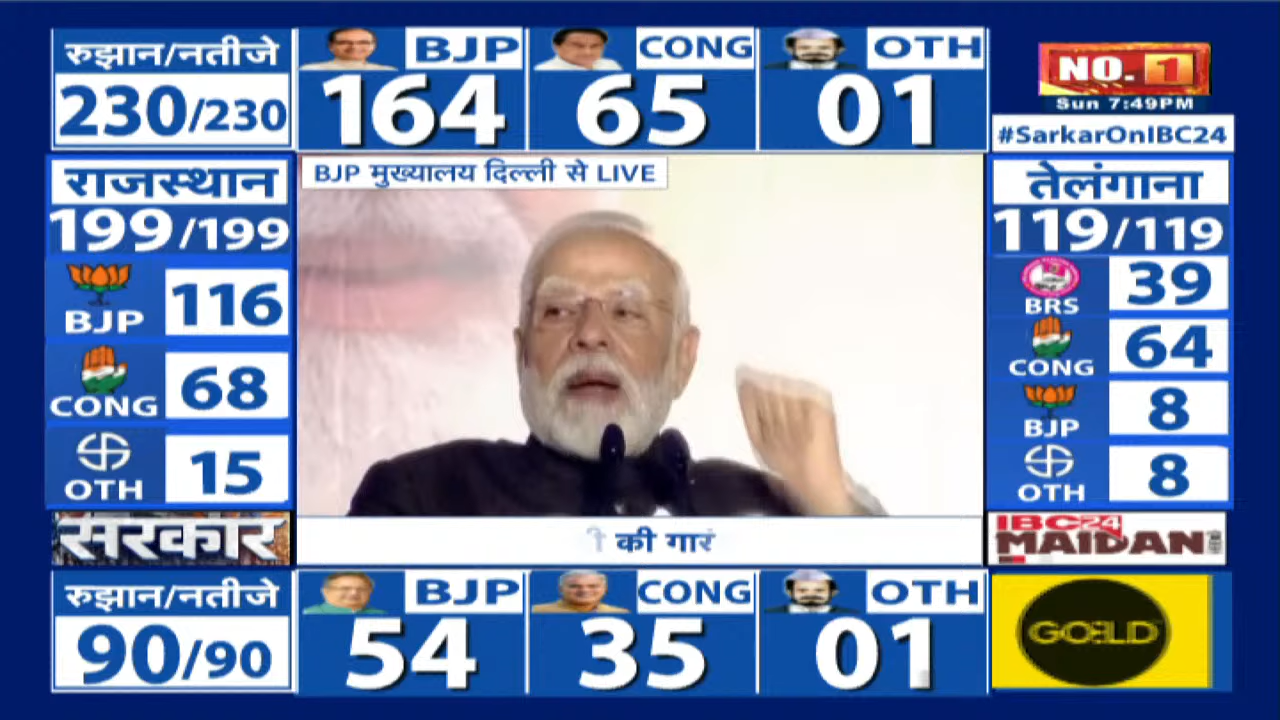 रुझान/नतीजे
230/230
BJP
164
CONG
65
OTH
01
NO. 1
Sun 7:49PM
#SarkarOnIBC24
राजस्थान
199/199
BJP
116
CONG
68
OTH
15
BJP मुख्यालय दिल्ली से LIVE
तेलंगाना
119/119
BRS
39
CONG
64
BJP
8
OTH
8
सरकार
की गारं
IBC24
MAIDAN
रुझान/नतीजे
90/90
BJP
54
CONG
35
OTH
01
GOLD